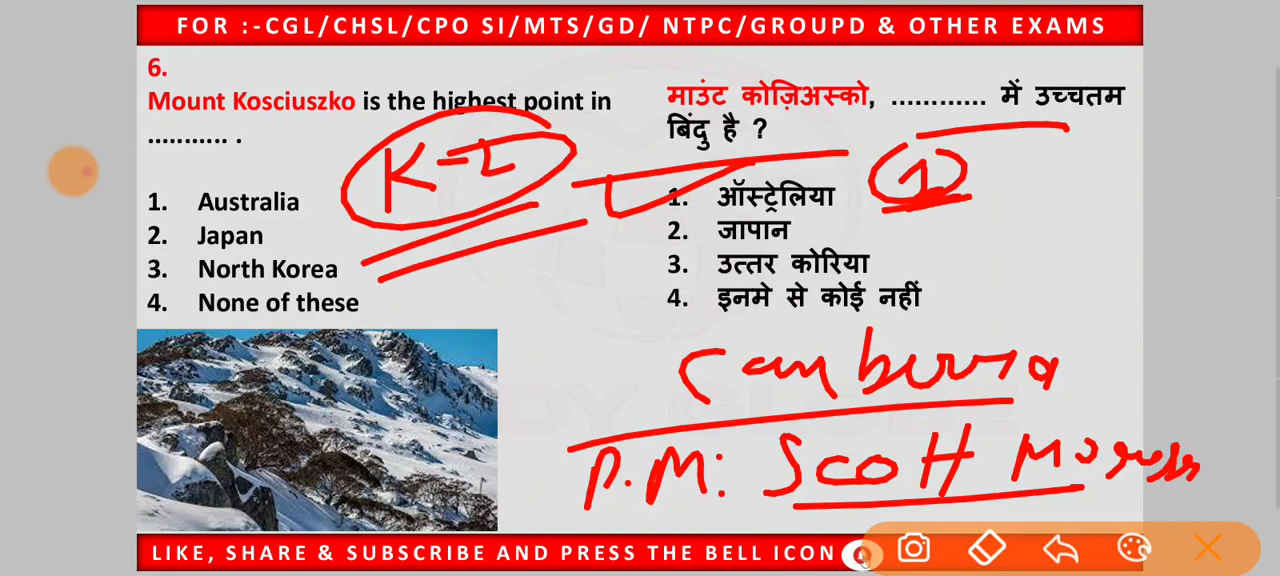 FOR :-CGL/CHSL/CPO SI/MTS/GD/ NTPC/GROUPD & OTHER EXAMS
6.
Mount Kosciuszko is the highest point in
........... .
1. Australia
2. Japan
3. North Korea
4. None of these
माउंट कोज़िअस्को, ............ में उच्चतम
बिंदु है ?
1. ऑस्ट्रेलिया
2. जापान
3. उत्तर कोरिया
4. इनमे से कोई नहीं
K-2
1
Canberra
P.M: Scott
LIKE, SHARE & SUBSCRIBE AND PRESS THE BELL ICON